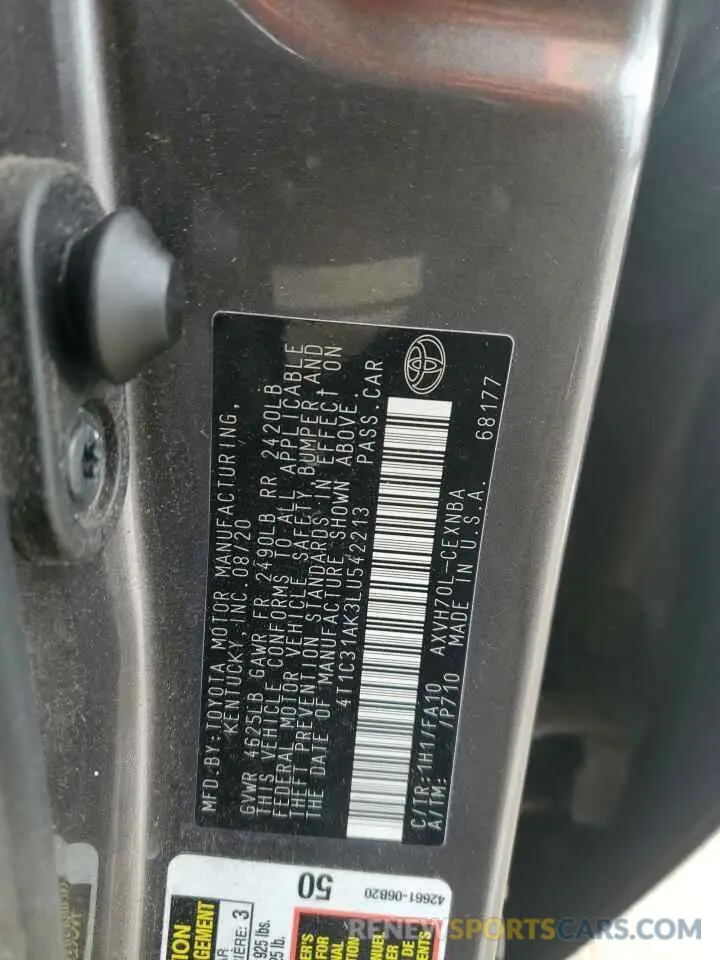 MFD.BY:TOYOTA MOTOR MANUFACTURING,
KENTUCKY,INC. 08/20
GVWR 4625LB GAWR FR 2490LB RR 2420LB
THIS VEHICLE CONFORMS TO ALL APPLICABLE
FEDERAL MOTOR VEHICLE SAFETY BUMPER AND
THEFT PREVENTION STANDARDS IN EFFECT ON
THE DATE OF MANUFACTURE SHOWN ABOVE.
4T1C31AK3LU542213 PASS.CAR
C/TR:1H1/FA10 AXVH70L-CEXNBA
A/TM: /P710 MADE IN U.S.A.
68177
50
42661-06B20
3
925 lbs.
RENEWSPORTSCARS.COM